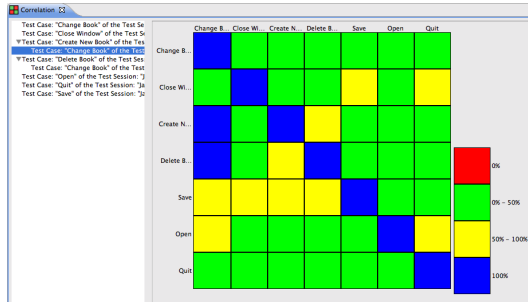 Correlation
Test Case: "Change Book" of the Test Se
Test Case: "Close Window" of the Test Se
Test Case: "Create New Book" of the Tes
Test Case: "Change Book" of the Test
Test Case: "Delete Book" of the Test Ses
Test Case: "Change Book" of the Test
Test Case: "Open" of the Test Session: "Ja
Test Case: "Quit" of the Test Session: "Ja
Test Case: "Save" of the Test Session: "Ja
Change B... Close Wi... Create N... Delete B... Save Open Quit
Change B...
Close Wi...
Create N...
Delete B...
Save
Open
Quit
0%
0% – 50%
50% – 100%
100%